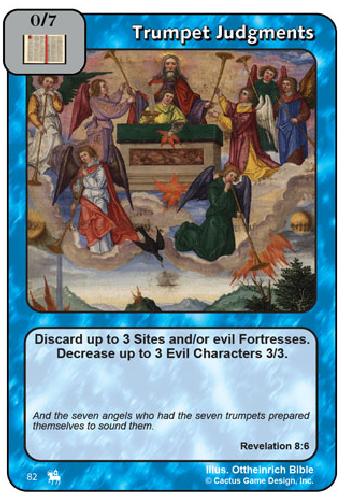 0/7
Trumpet Judgments
Discard up to 3 Sites and/or evil Fortresses.
Decrease up to 3 Evil Characters 3/3.
And the seven angels who had the seven trumpets prepared
themselves to sound them.
Revelation 8:6
82
Illus. Ottheinrich Bible
© Cactus Game Design, Inc.